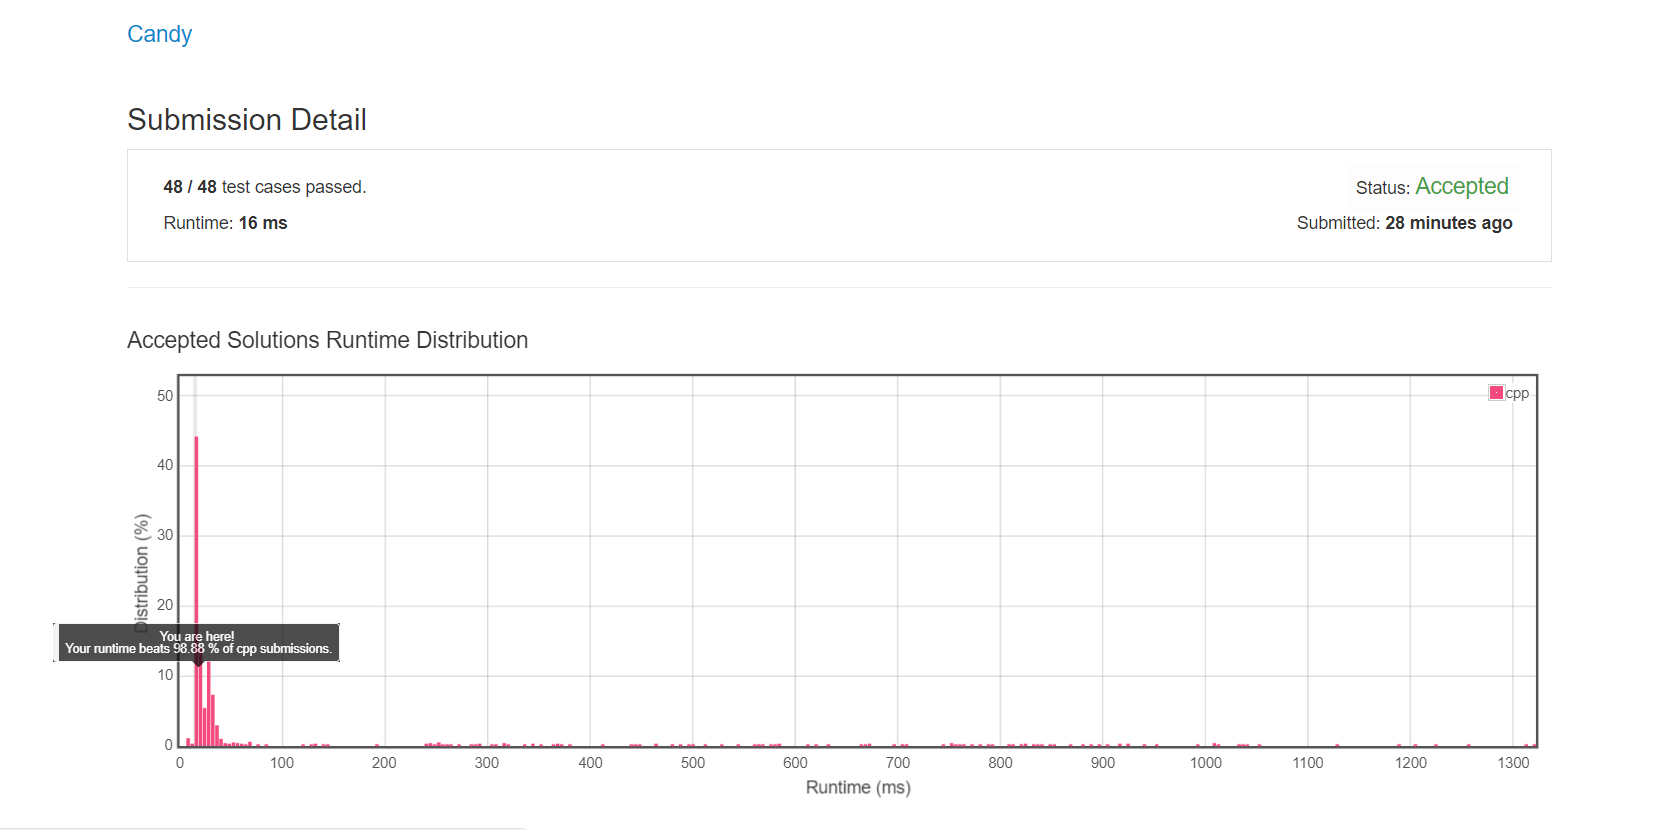 Candy
Submission Detail
48 / 48 test cases passed.
Status: Accepted
Runtime: 16 ms
Submitted: 28 minutes ago
Accepted Solutions Runtime Distribution
cpp
50
40
30
20
10
0
Distribution (%)
You are here!
Your runtime beats 98.88 % of cpp submissions.
0 100 200 300 400 500 600 700 800 900 1000 1100 1200 1300
Runtime (ms)